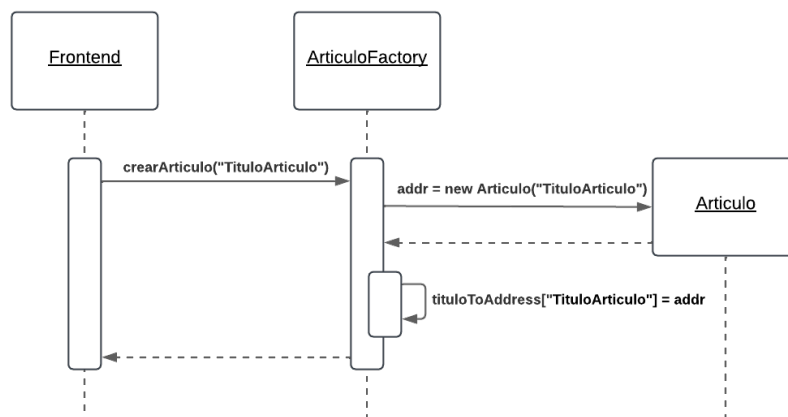 Frontend
ArticuloFactory
crearArticulo("TituloArticulo")
addr = new Articulo("TituloArticulo")
Articulo
tituloToAddress["TituloArticulo"] = addr